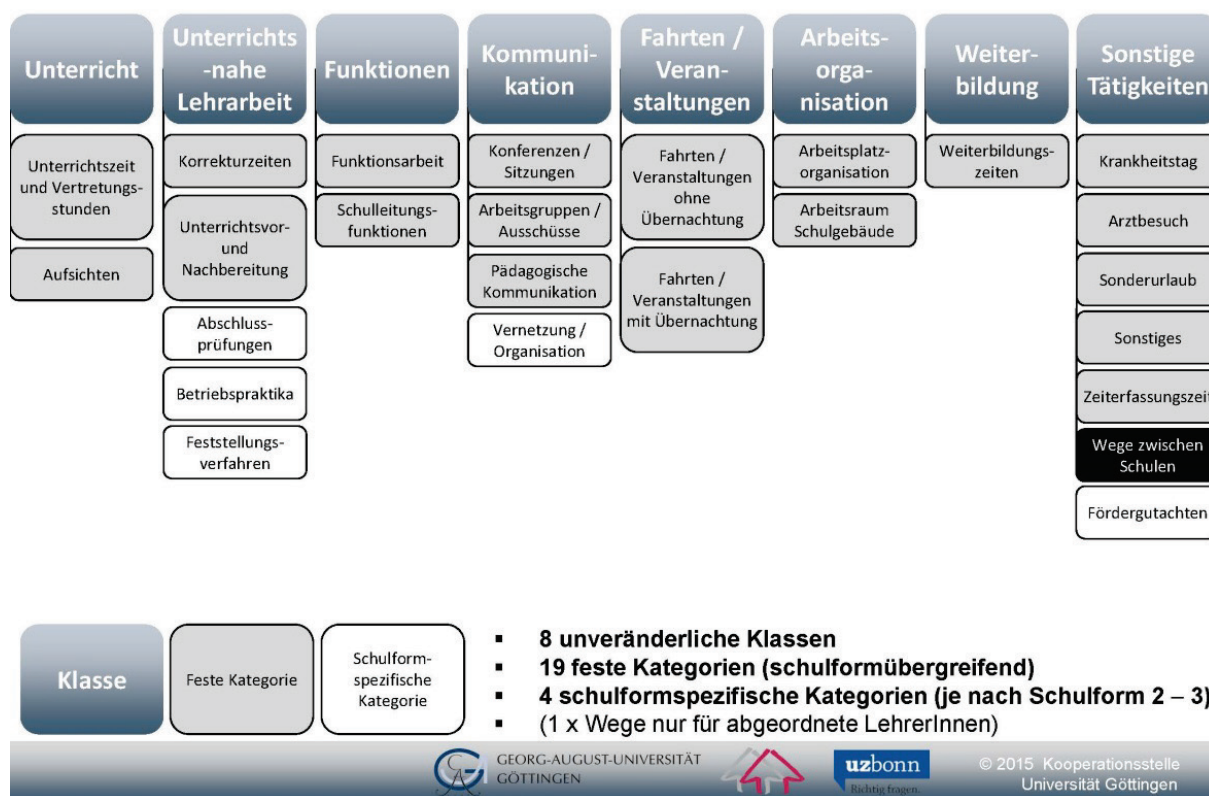 Unterricht
Unterrichts
-nahe
Lehrarbeit
Funktionen
Kommuni-
kation
Fahrten /
Veran-
staltungen
Arbeits-
orga-
nisation
Weiter-
bildung
Sonstige
Tätigkeiten
Unterrichtszeit
und Vertretungs-
stunden
Aufsichten
Korrekturzeiten
Unterrichtsvor-
und
Nachbereitung
Abschluss-
prüfungen
Betriebspraktika
Feststellungs-
verfahren
Funktionsarbeit
Schulleitungs-
funktionen
Konferenzen /
Sitzungen
Arbeitsgruppen /
Ausschüsse
Pädagogische
Kommunikation
Vernetzung /
Organisation
Fahrten /
Veranstaltungen
ohne
Übernachtung
Fahrten /
Veranstaltungen
mit Übernachtung
Arbeitsplatz-
organisation
Arbeitsraum
Schulgebäude
Weiterbildungs-
zeiten
Krankheitstag
Arztbesuch
Sonderurlaub
Sonstiges
Zeiterfassungszeit
Wege zwischen
Schulen
Fördergutachten
Klasse
Feste Kategorie
Schulform-
spezifische
Kategorie
▪ 8 unveränderliche Klassen
▪ 19 feste Kategorien (schulformübergreifend)
▪ 4 schulformspezifische Kategorien (je nach Schulform 2 – 3)
▪ (1 x Wege nur für abgeordnete LehrerInnen)
GEORG-AUGUST-UNIVERSITÄT
GÖTTINGEN
uzbonn
Richtig fragen.
© 2015 Kooperationsstelle
Universität Göttingen